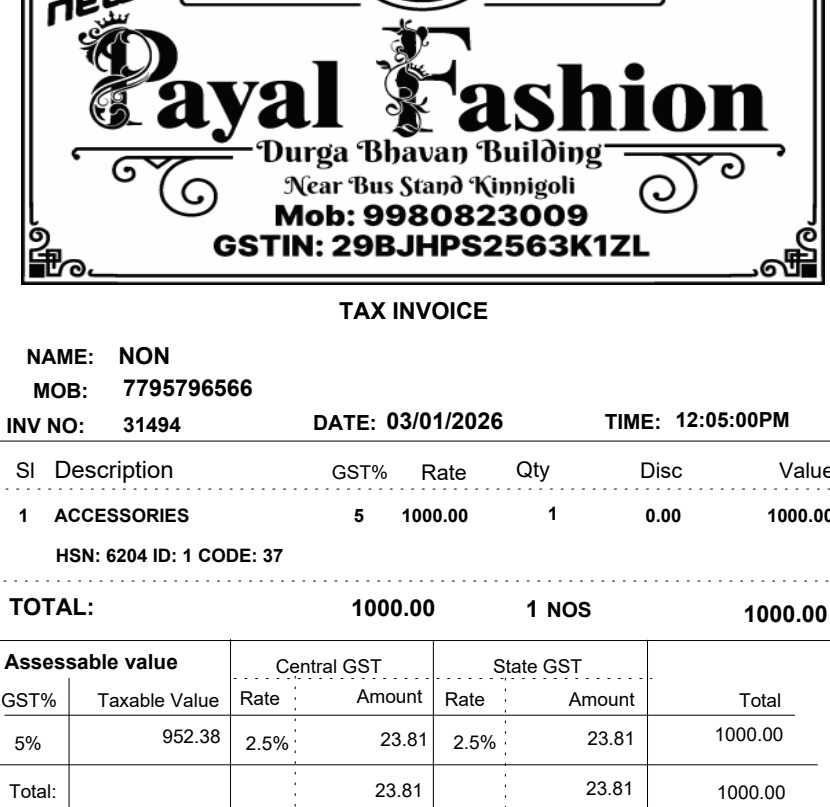 new
Payal Fashion
Durga Bhavan Building
Near Bus Stand Kinnigoli
Mob: 9980823009
GSTIN: 29BJHPS2563K1ZL
TAX INVOICE
NAME: NON
MOB: 7795796566
INV NO: 31494 DATE: 03/01/2026 TIME: 12:05:00PM
Sl Description GST% Rate Qty Disc Value
1 ACCESSORIES 5 1000.00 1 0.00 1000.00
HSN: 6204 ID: 1 CODE: 37
TOTAL: 1000.00 1 NOS 1000.00
Assessable value Central GST State GST
GST% Taxable Value Rate Amount Rate Amount Total
5% 952.38 2.5% 23.81 2.5% 23.81 1000.00
Total: 23.81 23.81 1000.00